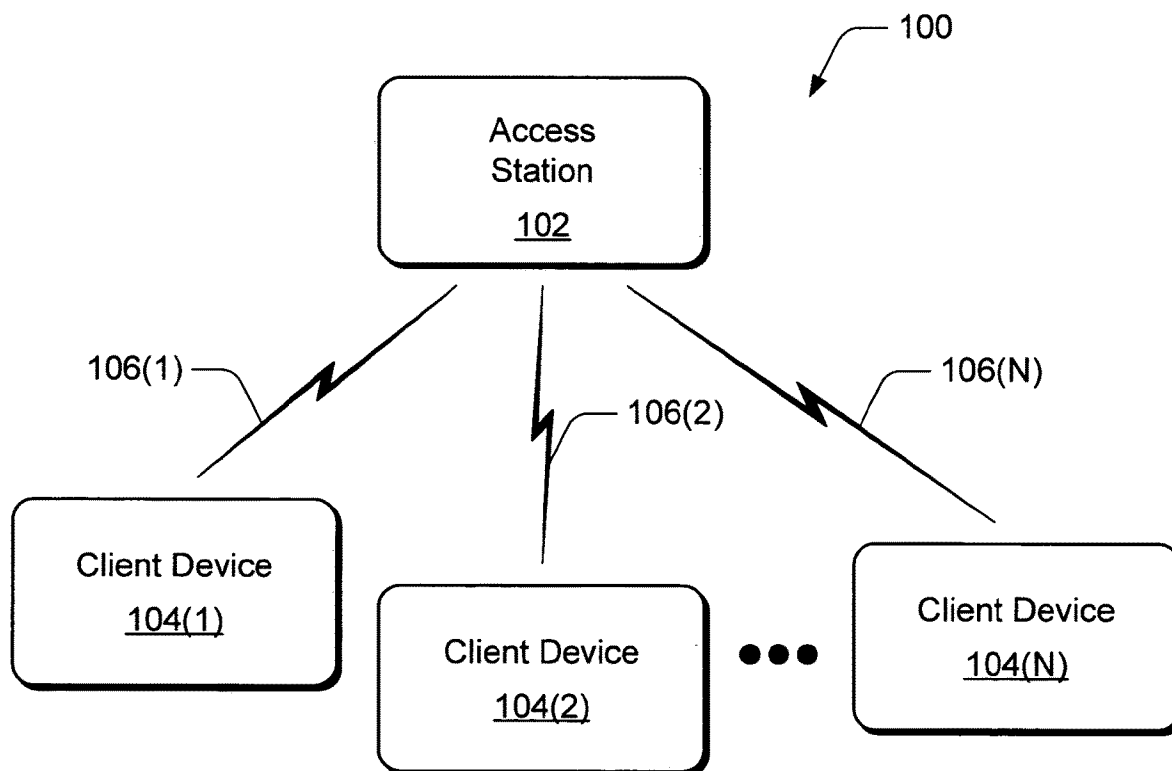 100
Access
Station
102
106(1)
106(2)
106(N)
Client Device
104(1)
Client Device
104(2)
Client Device
104(N)